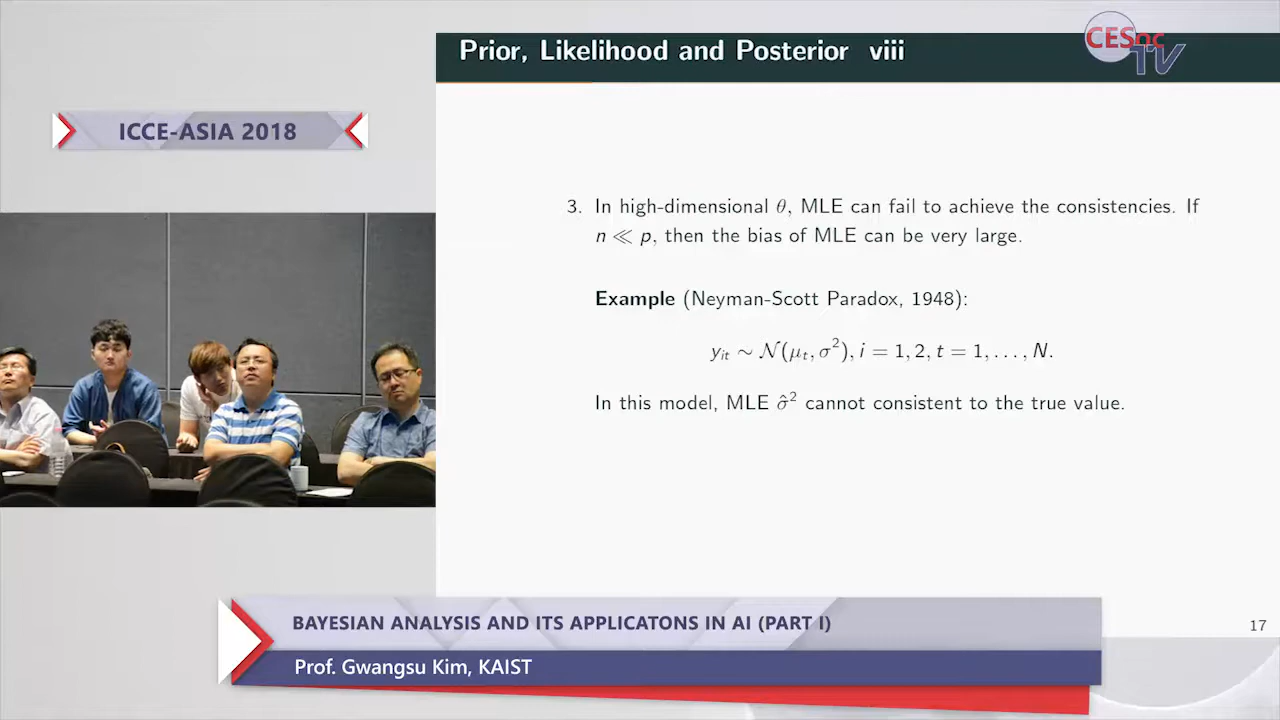 Prior, Likelihood and Posterior viii
CESoc
TV
ICCE-ASIA 2018
3. In high-dimensional θ, MLE can fail to achieve the consistencies. If
n ≪ p, then the bias of MLE can be very large.
Example (Neyman-Scott Paradox, 1948):
y_it ∼ N(μ_t, σ²), i = 1, 2, t = 1, . . . , N.
In this model, MLE σ̂² cannot consistent to the true value.
BAYESIAN ANALYSIS AND ITS APPLICATONS IN AI (PART I)
17
Prof. Gwangsu Kim, KAIST